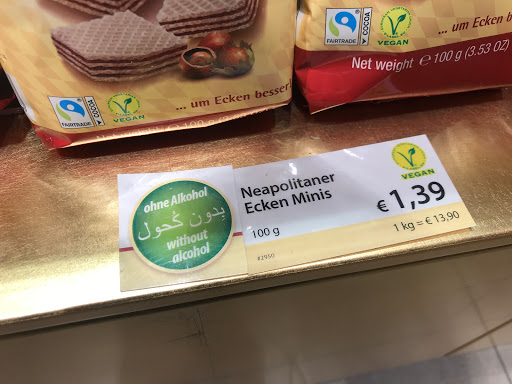 FAIRTRADE
COCOA
VEGAN
... um Ecken besser
FAIRTRADE
COCOA
VEGAN
... um Ecken
Net weight ℮ 100 g (3.53 OZ)
ohne Alkohol
بدون كحول
without
alcohol
Neapolitaner
Ecken Minis
100 g
#2950
VEGAN
€ 1,39
1 kg = € 13,90